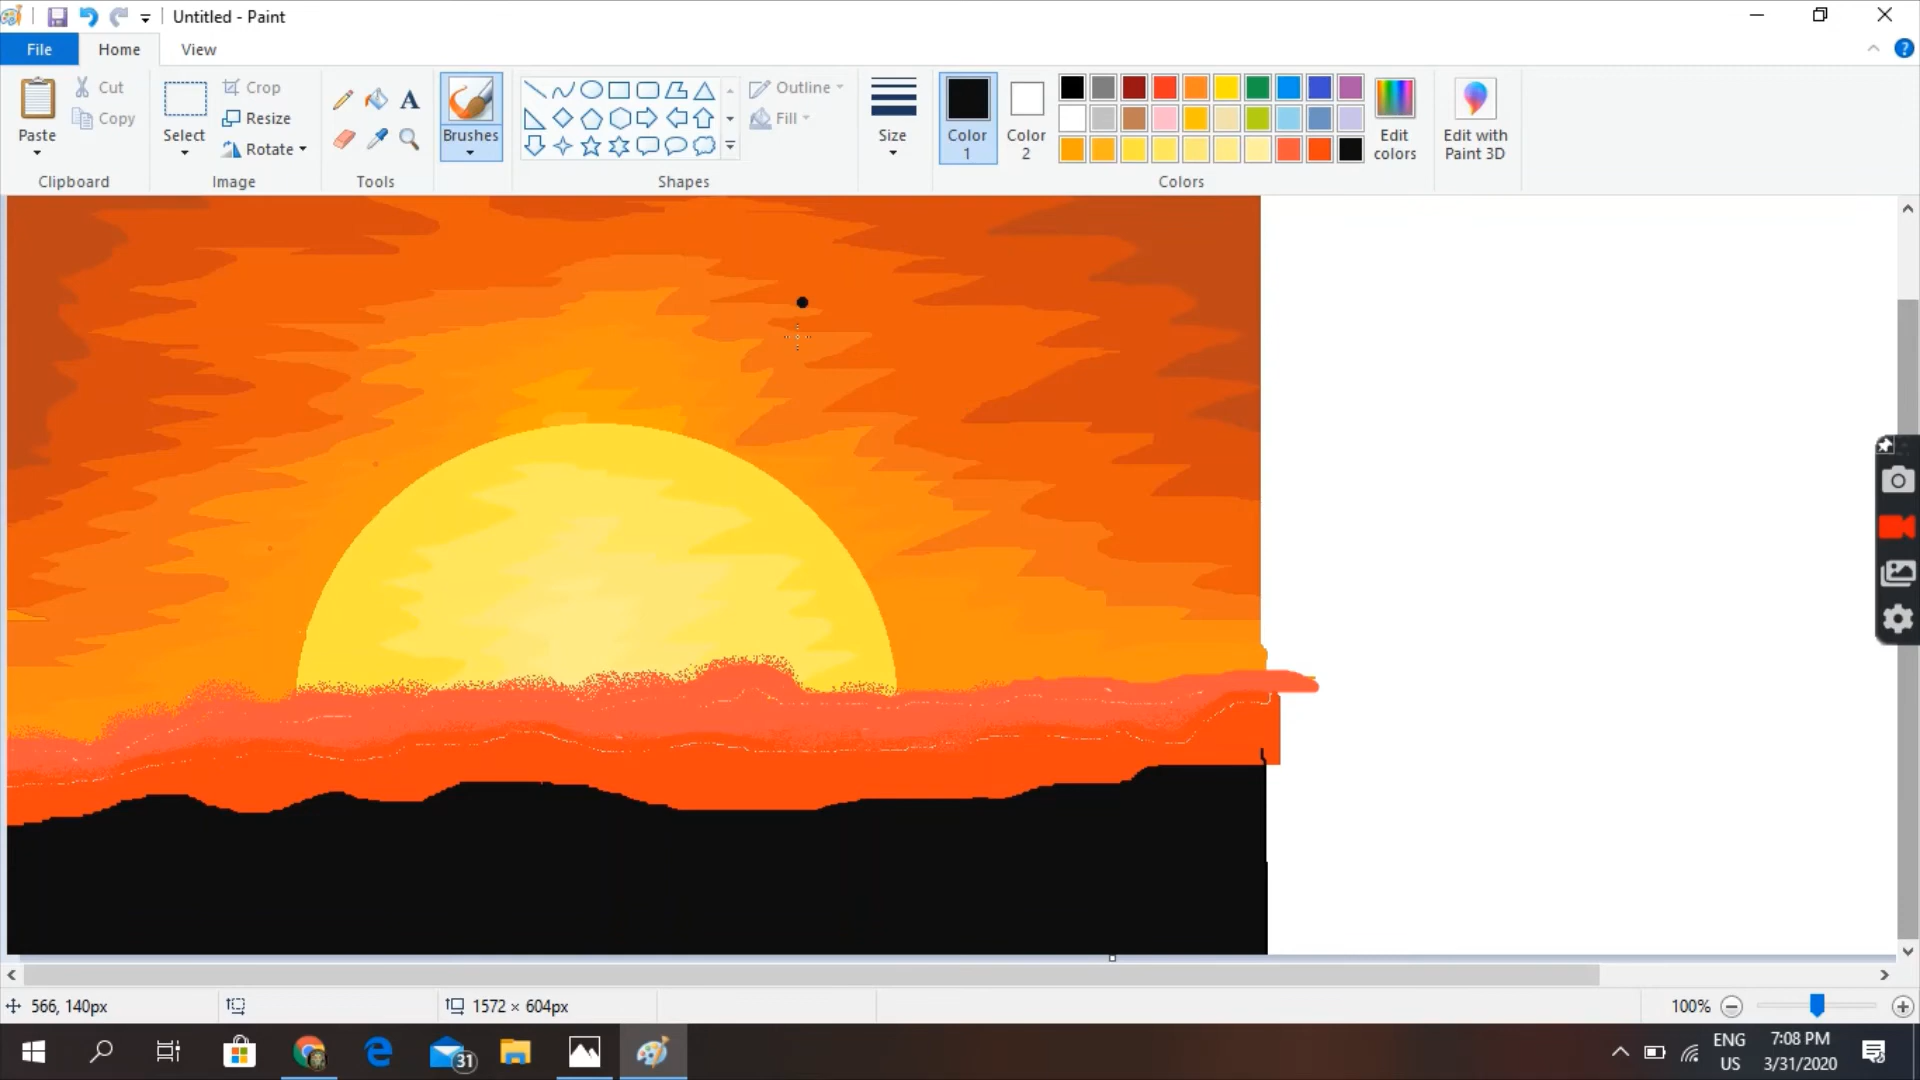 Untitled - Paint
File
Home
View
Paste
Cut
Copy
Clipboard
Select
Crop
Resize
Rotate
Image
A
Tools
Brushes
Shapes
Outline
Fill
Size
Color
1
Color
2
Colors
Edit
colors
Edit with
Paint 3D
?
566, 140px
1572 × 604px
100%
31
ENG
US
7:08 PM
3/31/2020